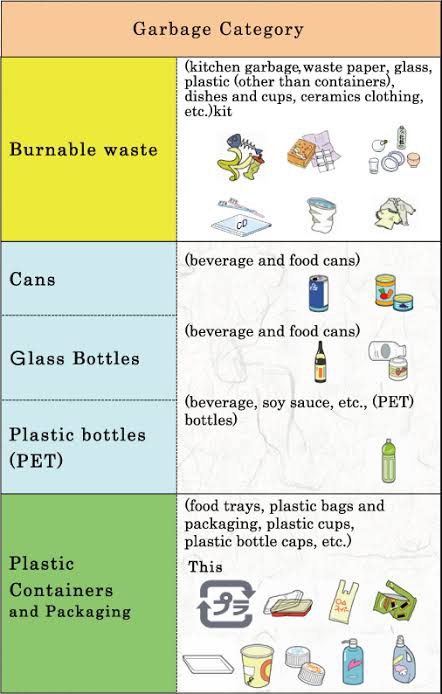 Garbage Category
Burnable waste
(kitchen garbage,waste paper, glass,
plastic (other than containers),
dishes and cups, ceramics clothing,
etc.)kit
CD
Cans
(beverage and food cans)
Glass Bottles
(beverage and food cans)
Plastic bottles
(PET)
(beverage, soy sauce, etc., (PET)
bottles)
Plastic
Containers
and Packaging
(food trays, plastic bags and
packaging, plastic cups,
plastic bottle caps, etc.)
This
プラ